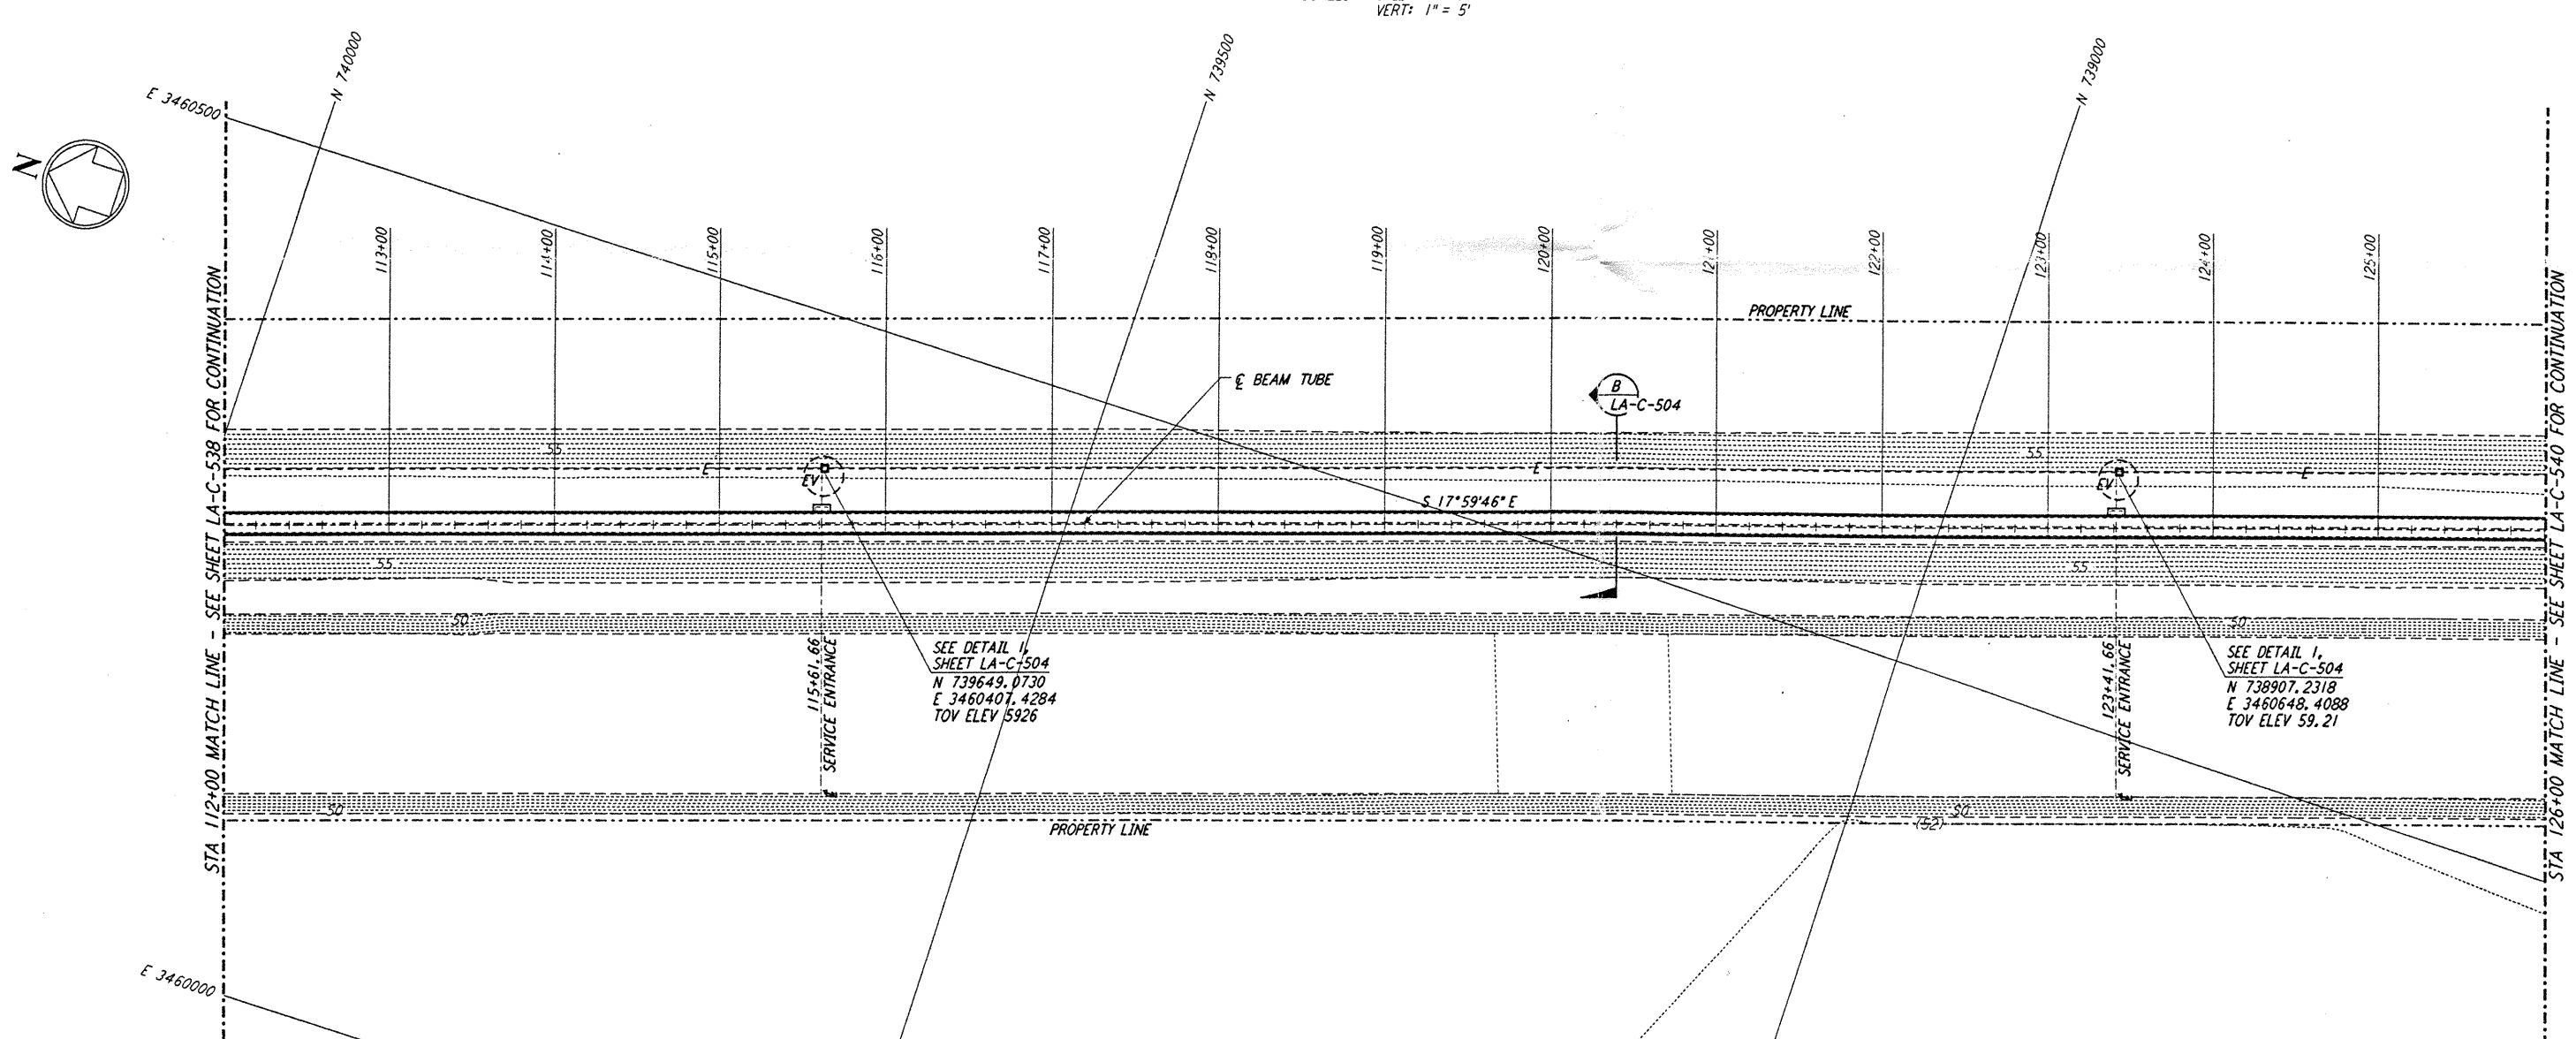 VERT: 1" = 5'
N 740000
N 739500
N 739000
E 3460500
N
113+00
114+00
115+00
116+00
117+00
118+00
119+00
120+00
121+00
122+00
123+00
124+00
125+00
PROPERTY LINE
℄ BEAM TUBE
B
LA-C-504
55
55
E
E
E
EV
EV
S 17°59'46" E
55
55
50
50
SEE DETAIL 1,
SHEET LA-C-504
N 739649.0730
E 3460407.4284
TOV ELEV 5926
SEE DETAIL 1,
SHEET LA-C-504
N 738907.2318
E 3460648.4088
TOV ELEV 59.21
115+61.66
SERVICE ENTRANCE
123+41.66
SERVICE ENTRANCE
50
50
(52)
PROPERTY LINE
E 3460000
STA 112+00 MATCH LINE - SEE SHEET LA-C-538 FOR CONTINUATION
STA 126+00 MATCH LINE - SEE SHEET LA-C-540 FOR CONTINUATION